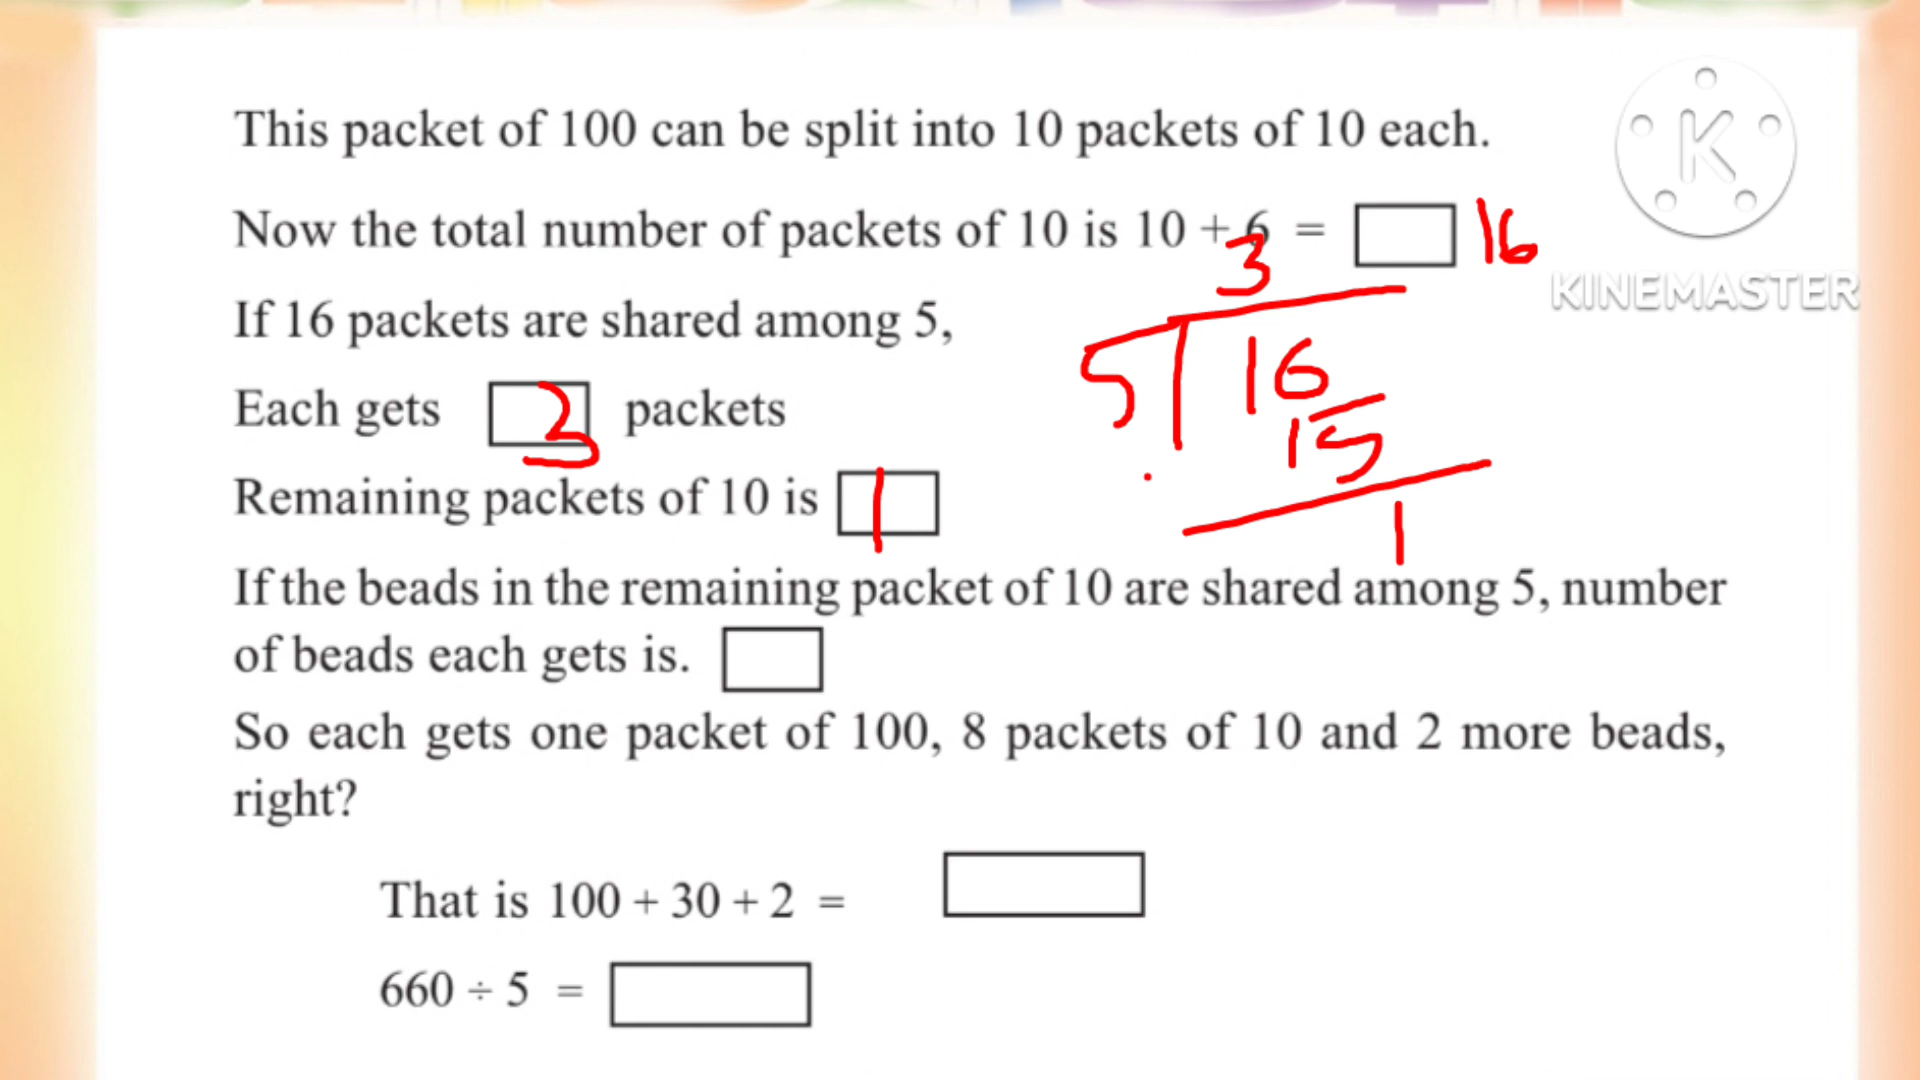 This packet of 100 can be split into 10 packets of 10 each.
K
Now the total number of packets of 10 is 10 + 6 = 16
KINEMASTER
3
If 16 packets are shared among 5,
5 16
Each gets 3 packets
15
Remaining packets of 10 is 1
1
If the beads in the remaining packet of 10 are shared among 5, number
of beads each gets is.
So each gets one packet of 100, 8 packets of 10 and 2 more beads,
right?
That is 100 + 30 + 2 =
660 ÷ 5 =